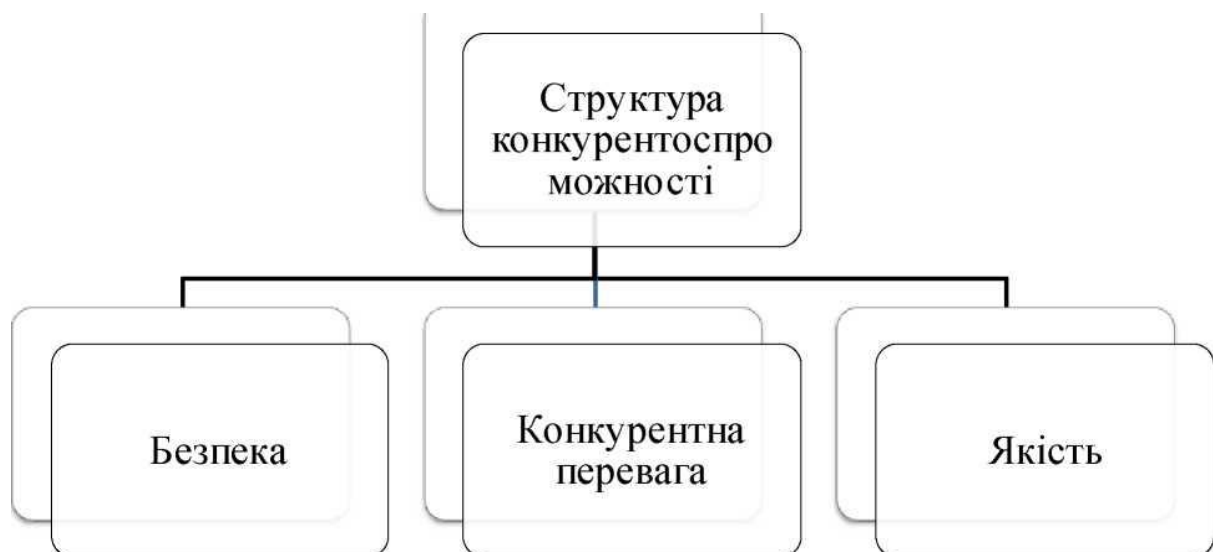 Структура
конкурентоспро
можності
Безпека
Конкурентна
перевага
Якість